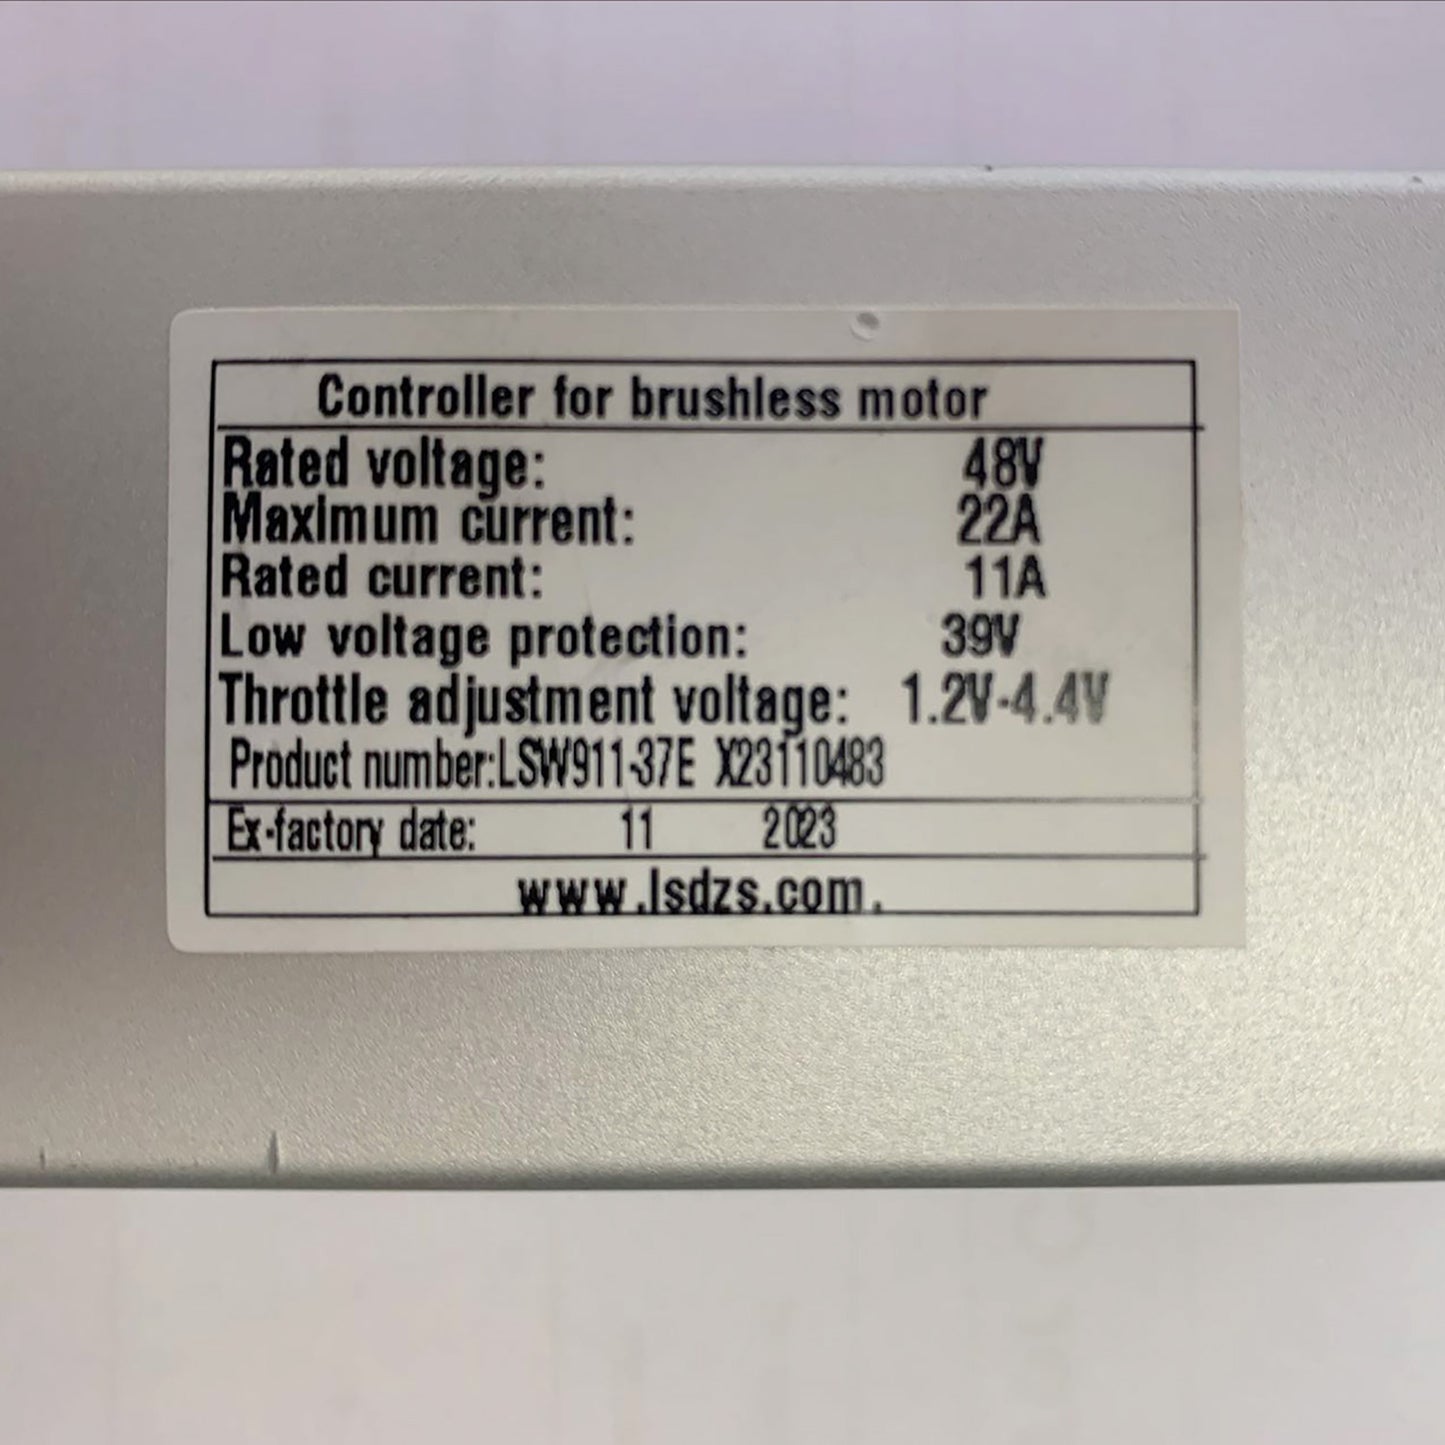 Controller for brushless motor
Rated voltage: 48V
Maximum current: 22A
Rated current: 11A
Low voltage protection: 39V
Throttle adjustment voltage: 1.2V-4.4V
Product number:LSW911-37E X23110483
Ex-factory date: 11 2023
www.lsdzs.com.